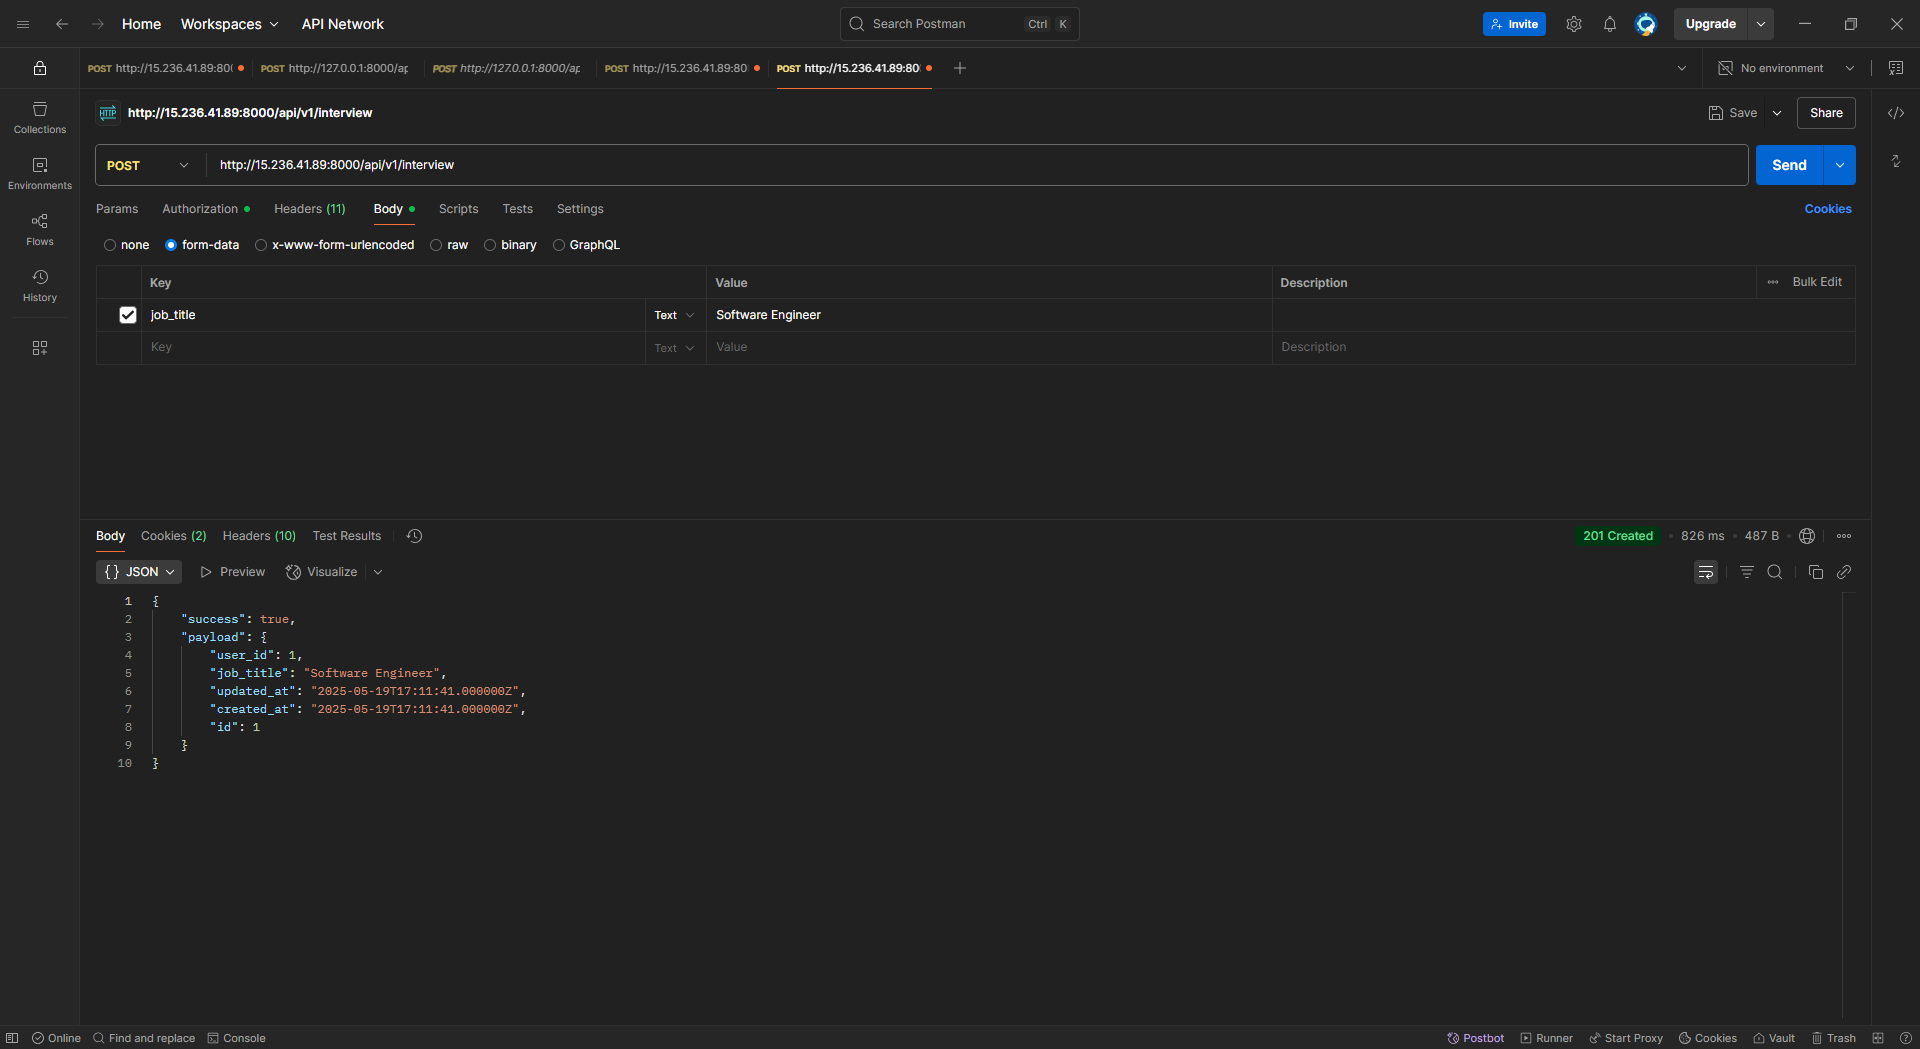 Home Workspaces API Network Search Postman Ctrl K Invite Upgrade
POST http://15.236.41.89:800 POST http://127.0.0.1:8000/ap POST http://127.0.0.1:8000/ap POST http://15.236.41.89:80 POST http://15.236.41.89:80 No environment
HTTP http://15.236.41.89:8000/api/v1/interview Save Share
POST http://15.236.41.89:8000/api/v1/interview Send
Params Authorization Headers (11) Body Scripts Tests Settings Cookies
none form-data x-www-form-urlencoded raw binary GraphQL
Key Value Description Bulk Edit
job_title Text Software Engineer
Key Text Value Description
Collections
Environments
Flows
History
Body Cookies (2) Headers (10) Test Results 201 Created 826 ms 487 B
{} JSON Preview Visualize
1 {
2 "success": true,
3 "payload": {
4 "user_id": 1,
5 "job_title": "Software Engineer",
6 "updated_at": "2025-05-19T17:11:41.000000Z",
7 "created_at": "2025-05-19T17:11:41.000000Z",
8 "id": 1
9 }
10 }
Online Find and replace Console Postbot Runner Start Proxy Cookies Vault Trash